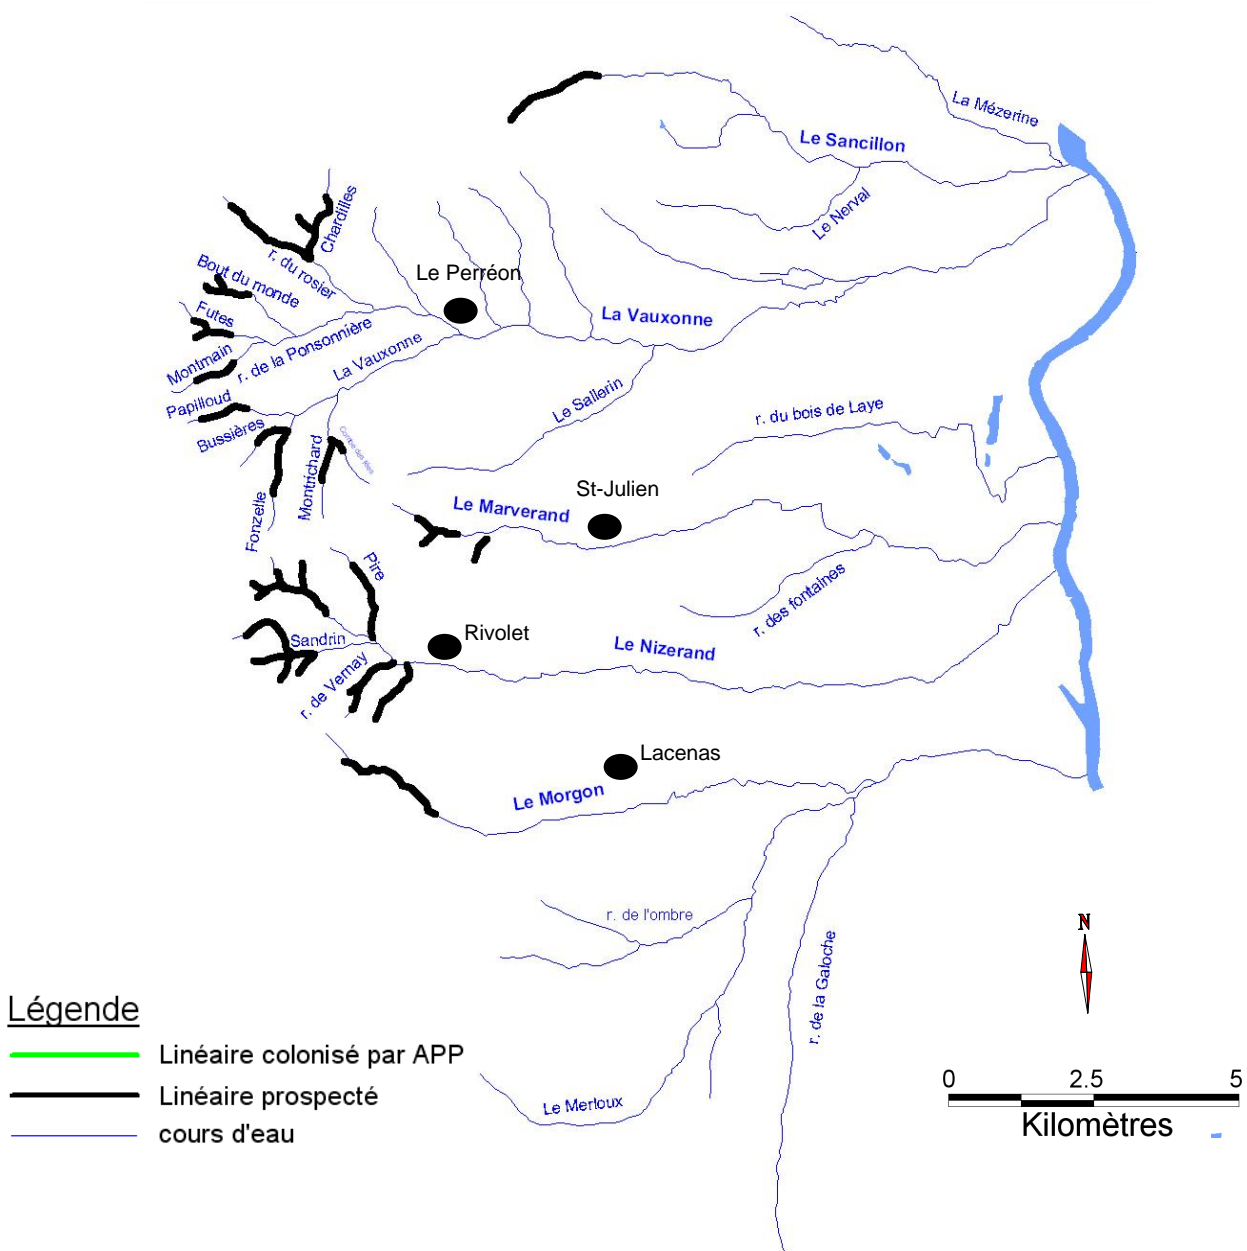 La Mézerine
Le Sancillon
Le Nerval
Chardilles
r. du rosier
Bout du monde
Le Perréon
Futes
La Vauxonne
r. de la Ponsonnière
Montmain
La Vauxonne
Papilloud
Le Sallerin
r. du bois de Laye
Bussières
Montrichard
Combe des Bies
St-Julien
Le Marverand
Fonzelle
Pire
r. des fontaines
Rivolet
Sandrin
Le Nizerand
r. de Vernay
Lacenas
Le Morgon
r. de l'ombre
r. de la Galoche
N
Légende
Linéaire colonisé par APP
Linéaire prospecté
cours d'eau
Le Merloux
0 2.5 5
Kilomètres